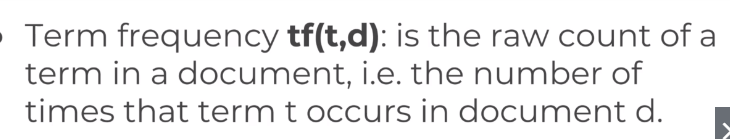 Term frequency tf(t,d): is the raw count of a
term in a document, i.e. the number of
times that term t occurs in document d.